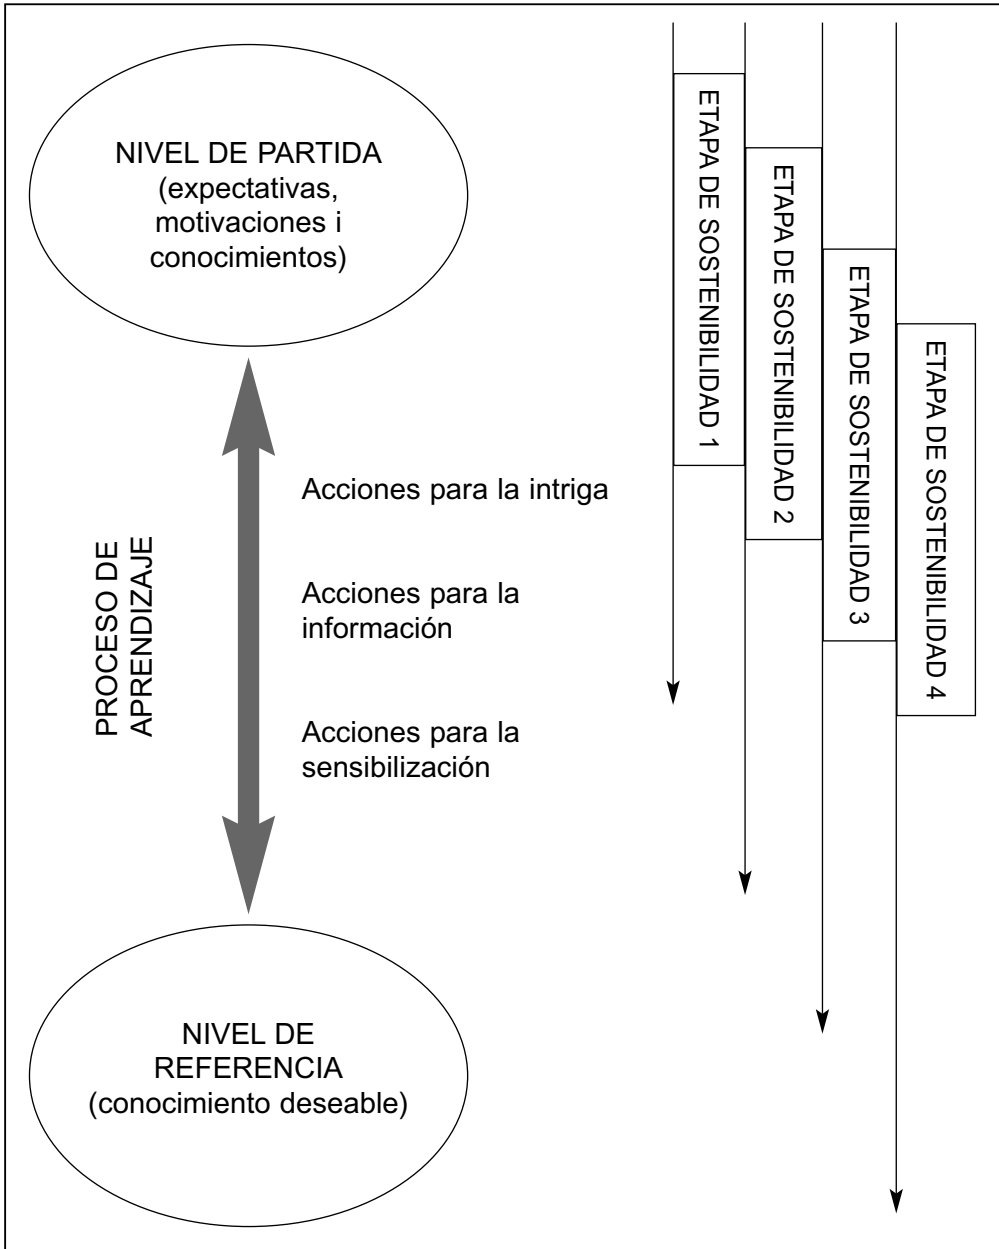 NIVEL DE PARTIDA
(expectativas,
motivaciones i
conocimientos)
PROCESO DE
APRENDIZAJE
Acciones para la intriga
Acciones para la
información
Acciones para la
sensibilización
NIVEL DE
REFERENCIA
(conocimiento deseable)
ETAPA DE SOSTENIBILIDAD 1
ETAPA DE SOSTENIBILIDAD 2
ETAPA DE SOSTENIBILIDAD 3
ETAPA DE SOSTENIBILIDAD 4